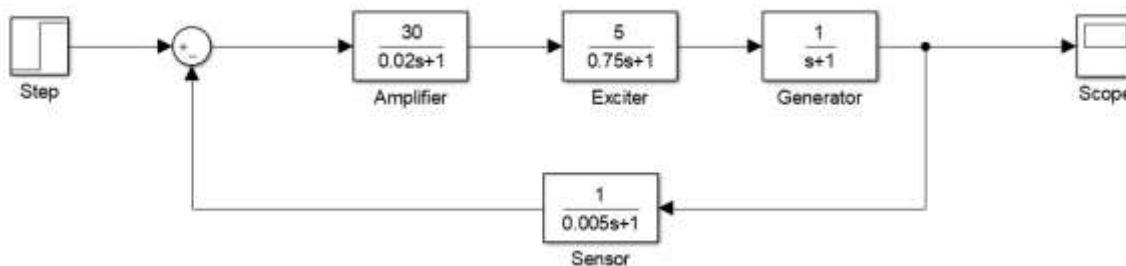 Step
+
-
30
0.02s+1
Amplifier
5
0.75s+1
Exciter
1
s+1
Generator
Scope
1
0.005s+1
Sensor